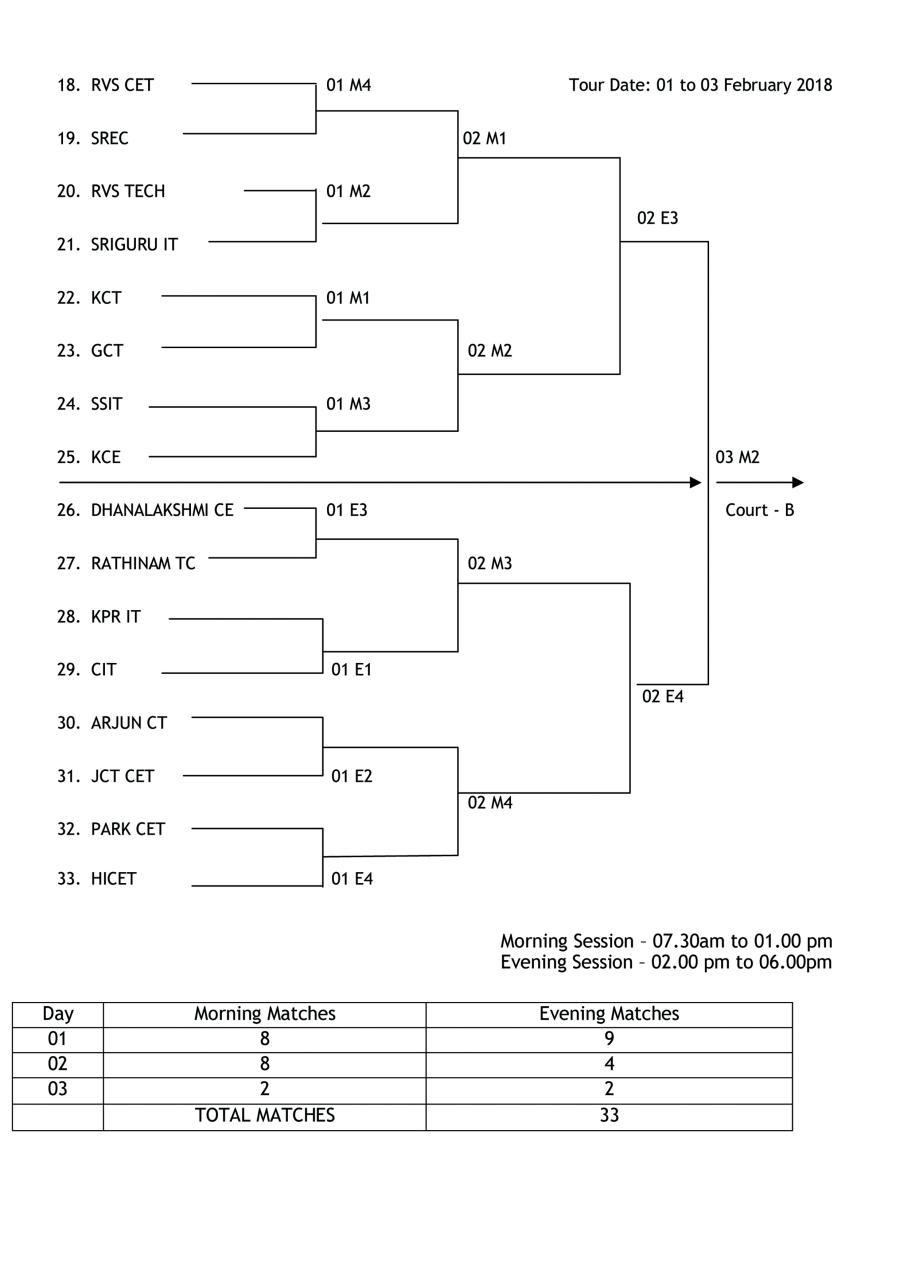 18. RVS CET 01 M4 Tour Date: 01 to 03 February 2018
19. SREC 02 M1
20. RVS TECH 01 M2
02 E3
21. SRIGURU IT
22. KCT 01 M1
23. GCT 02 M2
24. SSIT 01 M3
25. KCE 03 M2
26. DHANALAKSHMI CE 01 E3 Court - B
27. RATHINAM TC 02 M3
28. KPR IT
29. CIT 01 E1
02 E4
30. ARJUN CT
31. JCT CET 01 E2
02 M4
32. PARK CET
33. HICET 01 E4
Morning Session – 07.30am to 01.00 pm
Evening Session – 02.00 pm to 06.00pm
Day Morning Matches Evening Matches
01 8 9
02 8 4
03 2 2
TOTAL MATCHES 33